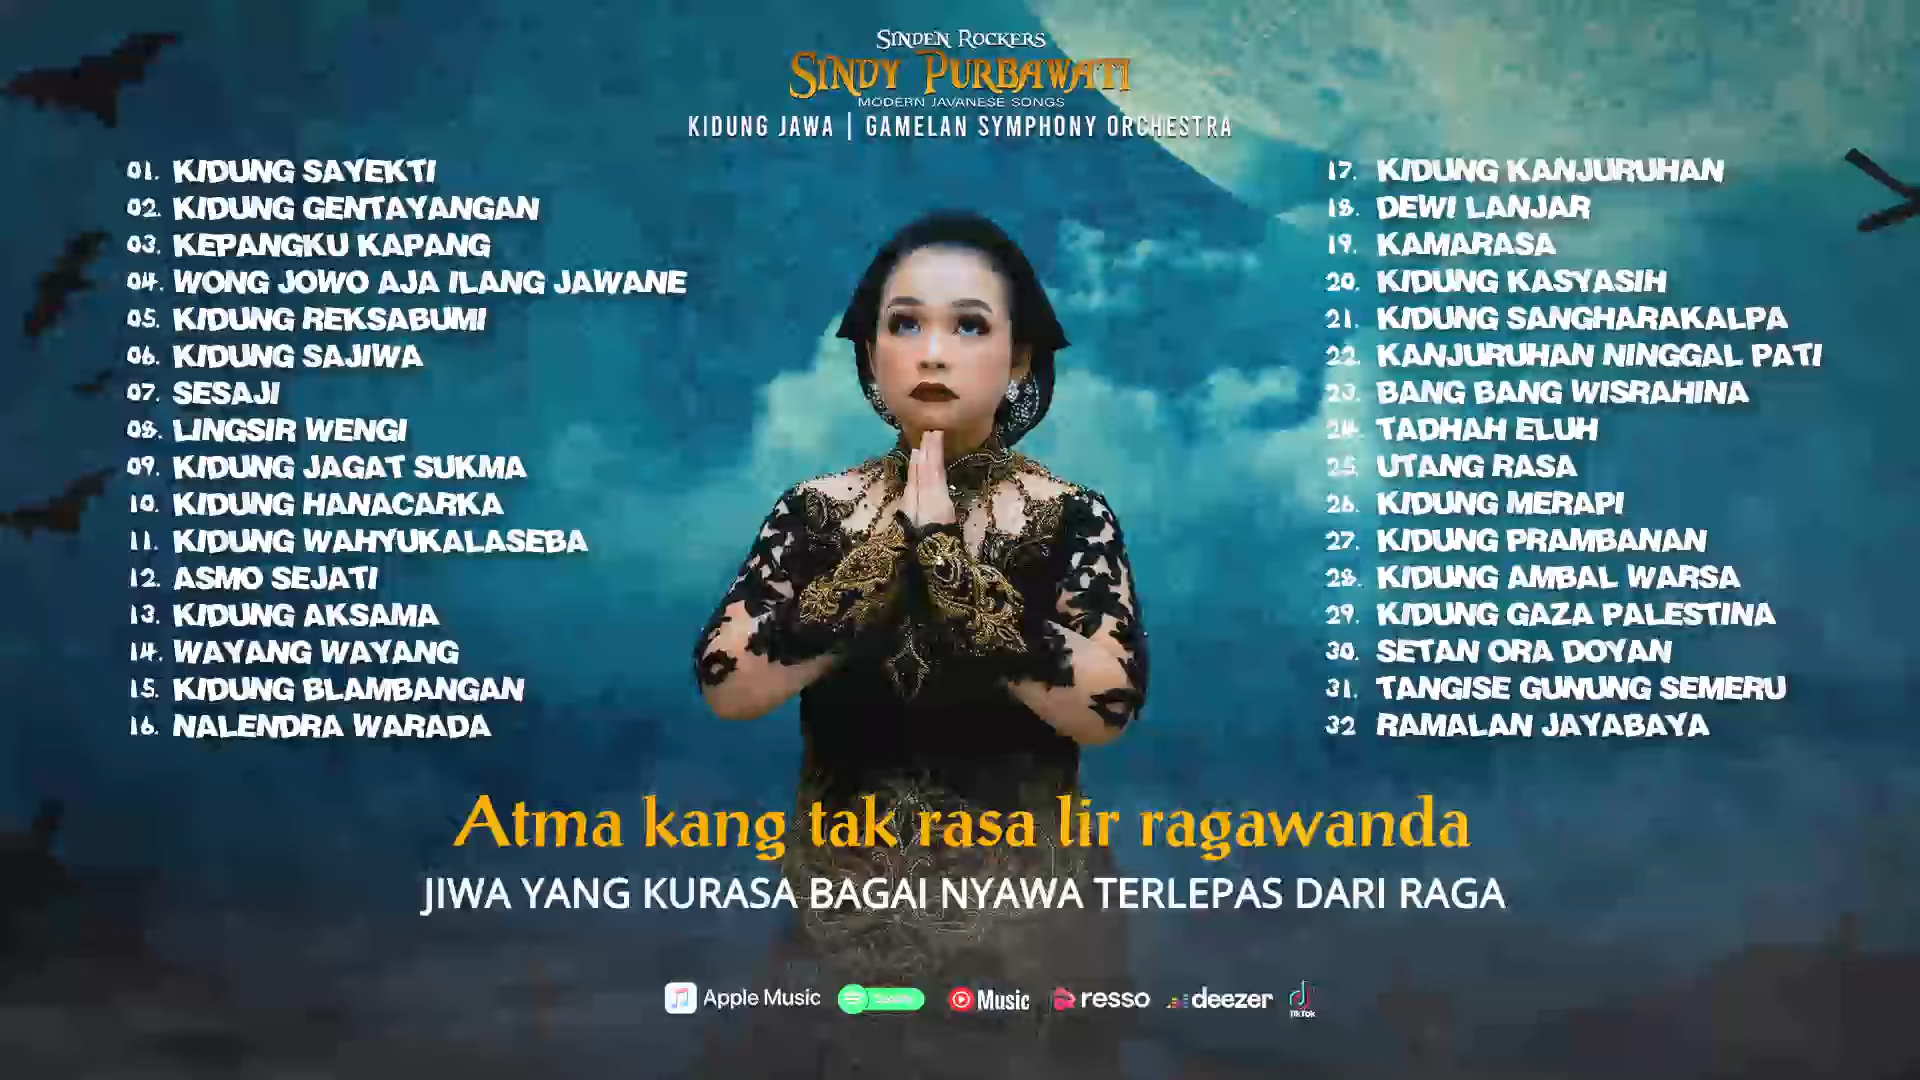 SINDEN ROCKERS
SINDY PURBAWATI
MODERN JAVANESE SONGS
KIDUNG JAWA | GAMELAN SYMPHONY ORCHESTRA
01. KIDUNG SAYEKTI
02. KIDUNG GENTAYANGAN
03. KEPANGKU KAPANG
04. WONG JOWO AJA ILANG JAWANE
05. KIDUNG REKSABUMI
06. KIDUNG SAJIWA
07. SESAJI
08. LINGSIR WENGI
09. KIDUNG JAGAT SUKMA
10. KIDUNG HANACARKA
11. KIDUNG WAHYUKALASEBA
12. ASMO SEJATI
13. KIDUNG AKSAMA
14. WAYANG WAYANG
15. KIDUNG BLAMBANGAN
16. NALENDRA WARADA
17. KIDUNG KANJURUHAN
18. DEWI LANJAR
19. KAMARASA
20. KIDUNG KASYASIH
21. KIDUNG SANGHARAKALPA
22. KANJURUHAN NINGGAL PATI
23. BANG BANG WISRAHINA
24. TADHAH ELUH
25. UTANG RASA
26. KIDUNG MERAPI
27. KIDUNG PRAMBANAN
28. KIDUNG AMBAL WARSA
29. KIDUNG GAZA PALESTINA
30. SETAN ORA DOYAN
31. TANGISE GUNUNG SEMERU
32 RAMALAN JAYABAYA
Atma kang tak rasa lir ragawanda
JIWA YANG KURASA BAGAI NYAWA TERLEPAS DARI RAGA
Apple Music Spotify Music resso deezer TikTok